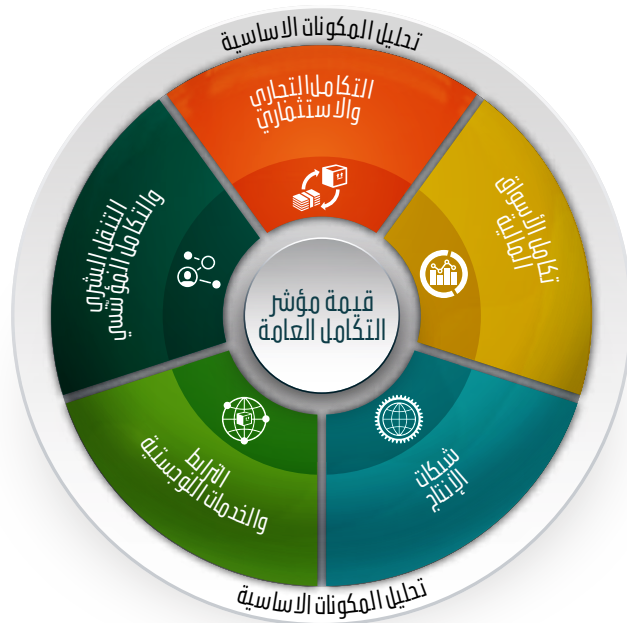 تحليل المكونات الاساسية
التكامل التجاري
والاستثماري
تكامل الأسواق
المالية
شبكات
الإنتاج
الترابط
والخدمات اللوجستية
التنقل البشري
والتكامل المؤسسي
قيمة مؤشر
التكامل العامة
تحليل المكونات الاساسية